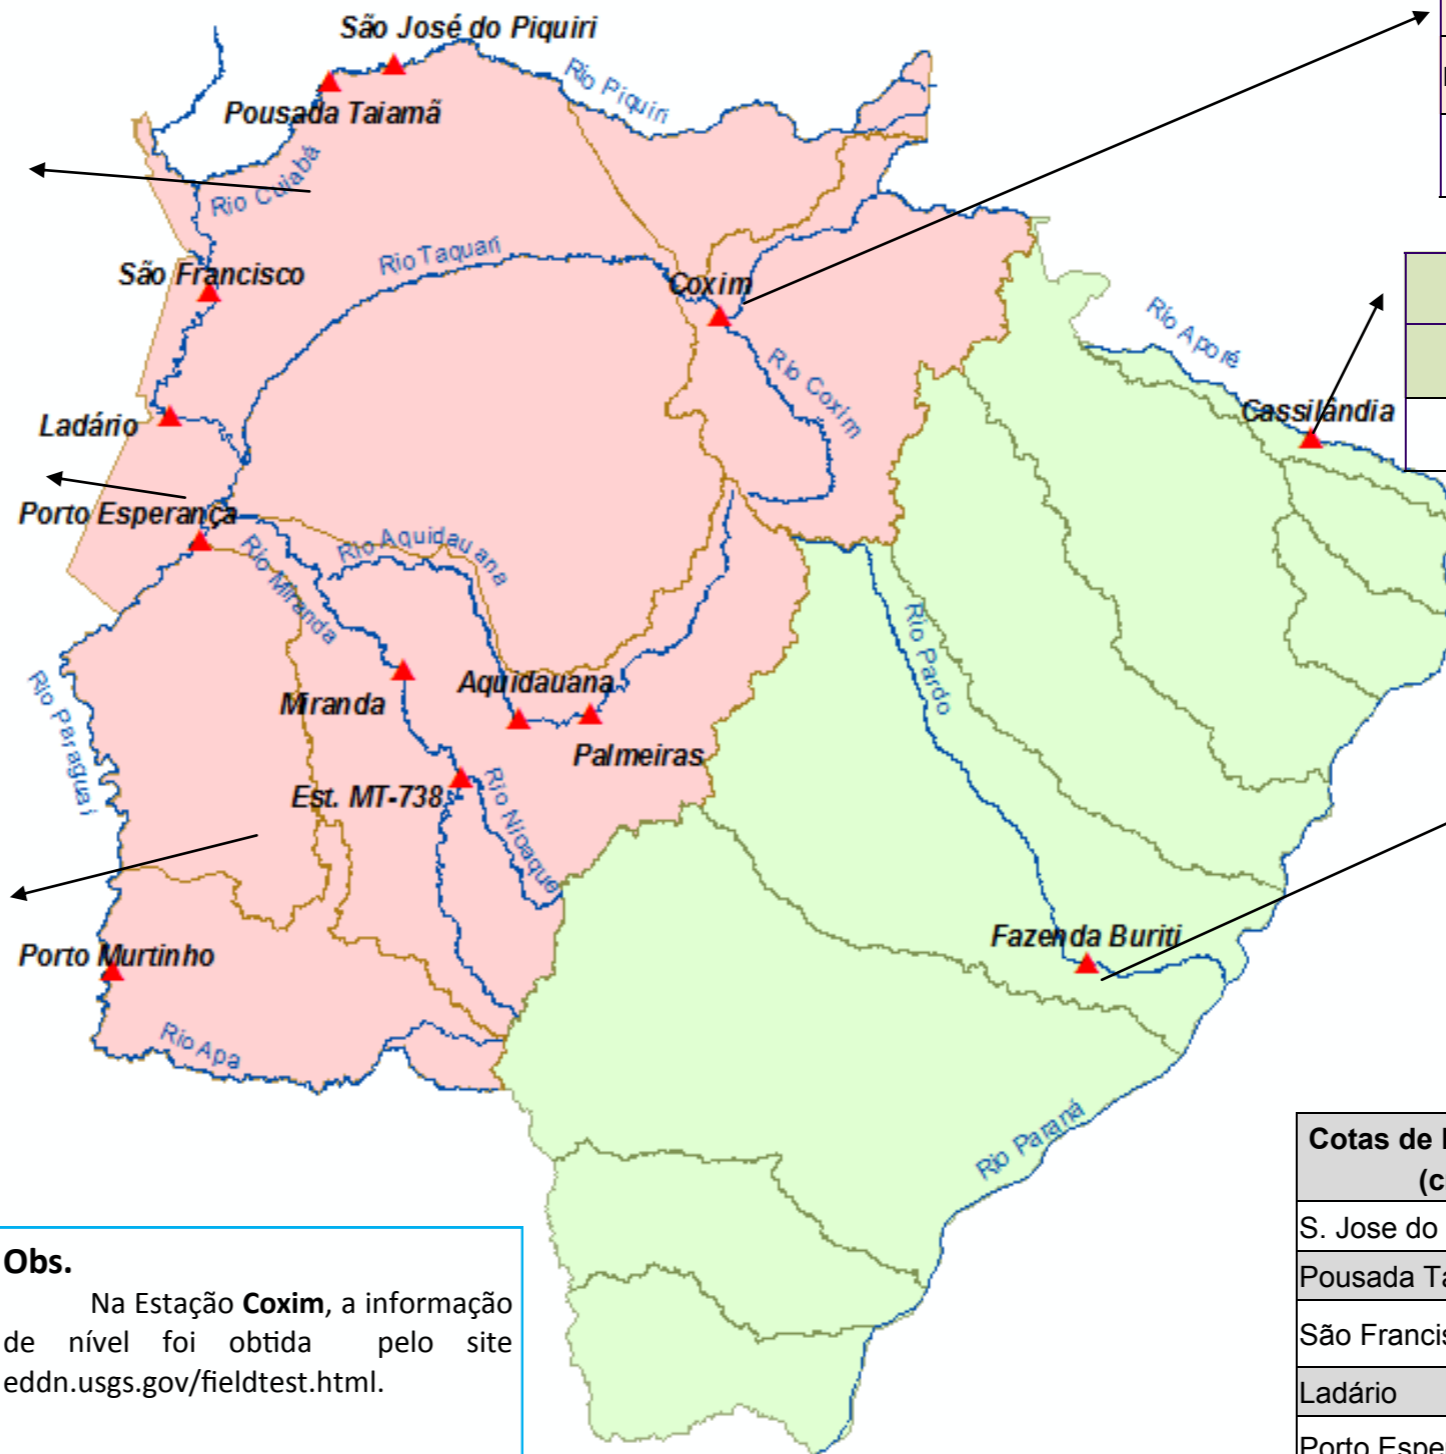 São José do Piquiri
Rio Piquiri
Pousada Taiamã
Rio Cuiabá
Rio Taquari
São Francisco
Coxim
Rio Aporé
Rio Coxim
Cassilândia
Ladário
Porto Esperança
Rio Aquidauana
Rio Miranda
Rio Pardo
Aquidauana
Miranda
Rio Paraguai
Palmeiras
Est. MT-738
Rio Nioaque
Fazenda Buriti
Porto Murtinho
Rio Apa
Rio Paraná
Cotas de
(c
S. Jose do
Pousada Ta
São Francis
Ladário
Porto Espe
Obs.
Na Estação Coxim, a informação
de nível foi obtida pelo site
eddn.usgs.gov/fieldtest.html.